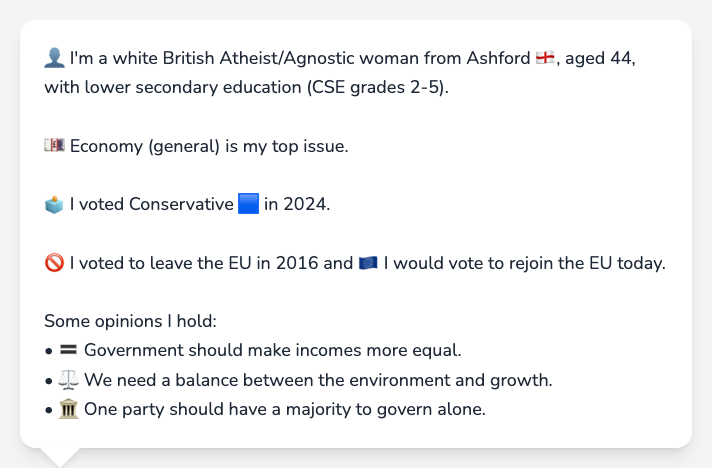 👤 I'm a white British Atheist/Agnostic woman from Ashford 🏴󠁧󠁢󠁥󠁮󠁧󠁿, aged 44,
with lower secondary education (CSE grades 2-5).
💷 Economy (general) is my top issue.
🗳️ I voted Conservative 🟦 in 2024.
🚫 I voted to leave the EU in 2016 and 🇪🇺 I would vote to rejoin the EU today.
Some opinions I hold:
• 🟰 Government should make incomes more equal.
• ⚖️ We need a balance between the environment and growth.
• 🏛️ One party should have a majority to govern alone.